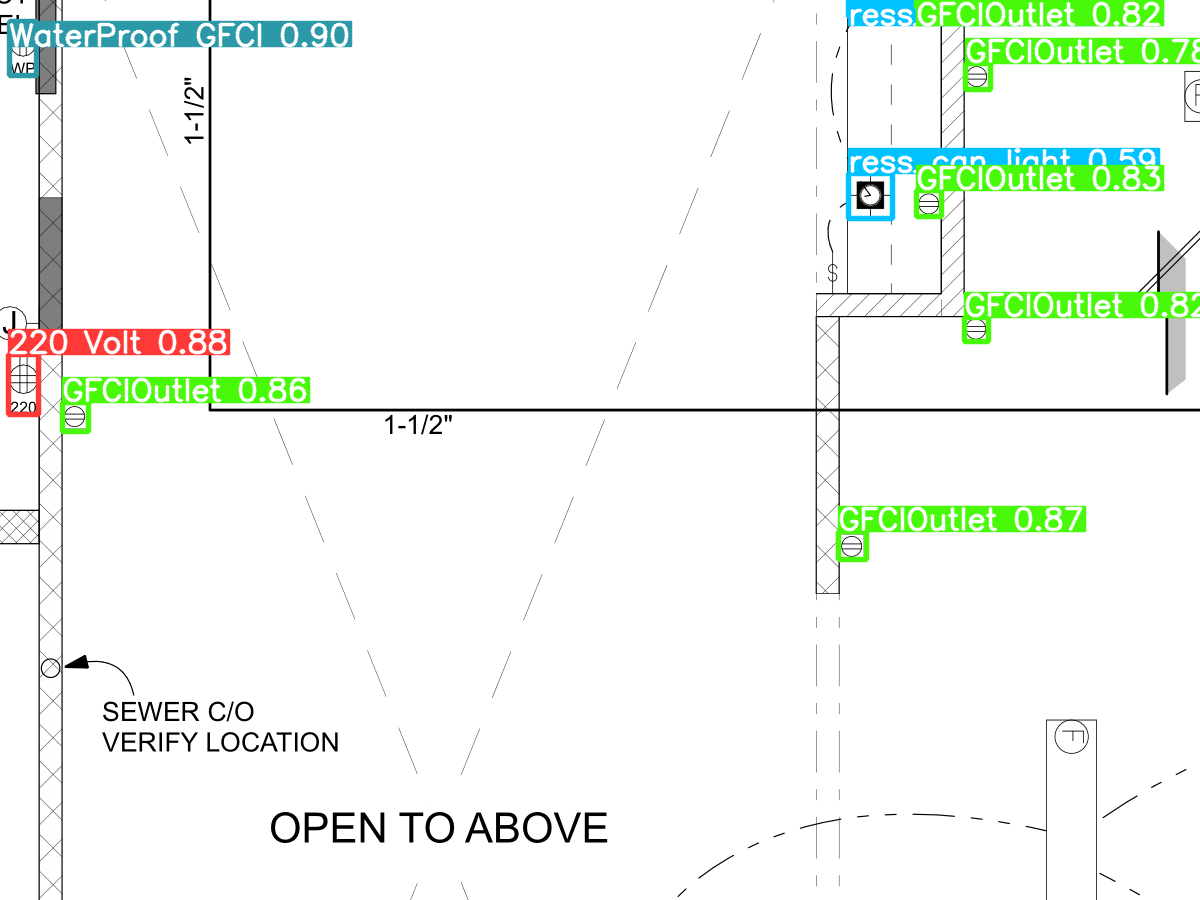 WaterProof GFCI 0.90
WP
1-1/2"
ress
GFCIOutlet 0.82
GFCIOutlet 0.78
ress can light 0.59
GFCIOutlet 0.83
S
GFCIOutlet 0.82
J
220 Volt 0.88
220
GFCIOutlet 0.86
1-1/2"
GFCIOutlet 0.87
SEWER C/O
VERIFY LOCATION
F
OPEN TO ABOVE